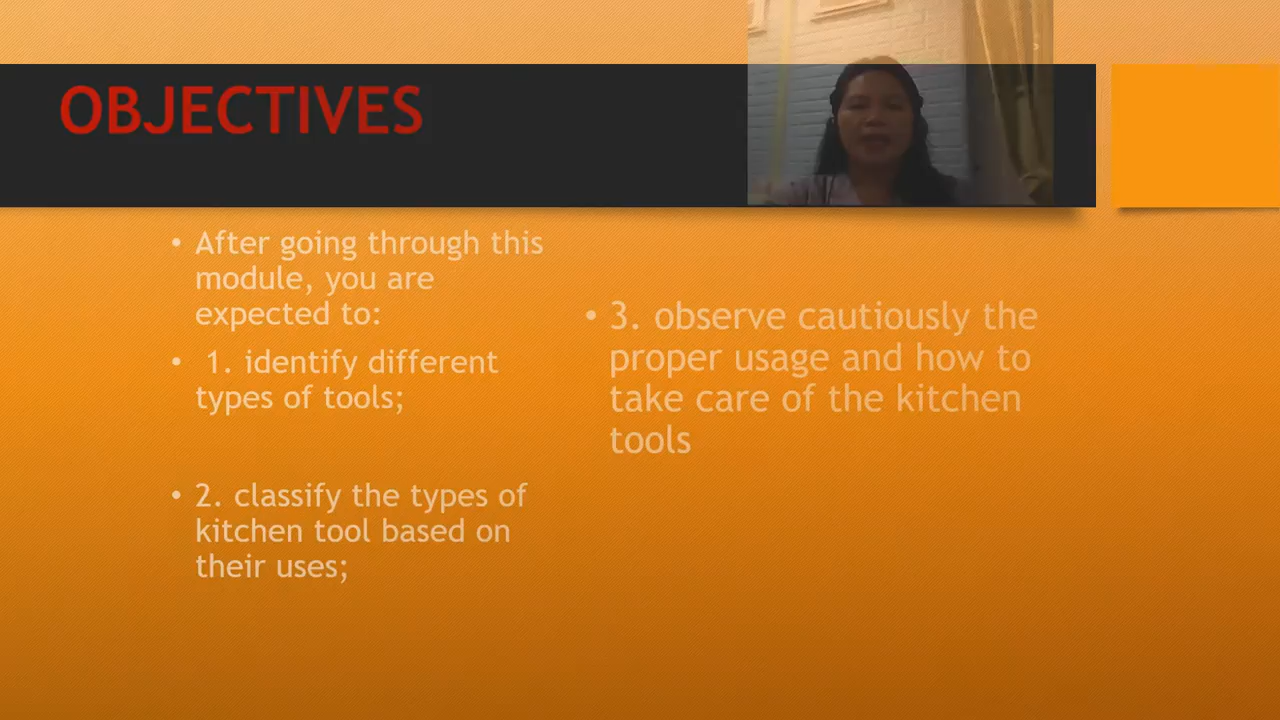 OBJECTIVES
• After going through this
module, you are
expected to:
• 1. identify different
types of tools;
• 2. classify the types of
kitchen tool based on
their uses;
• 3. observe cautiously the
proper usage and how to
take care of the kitchen
tools